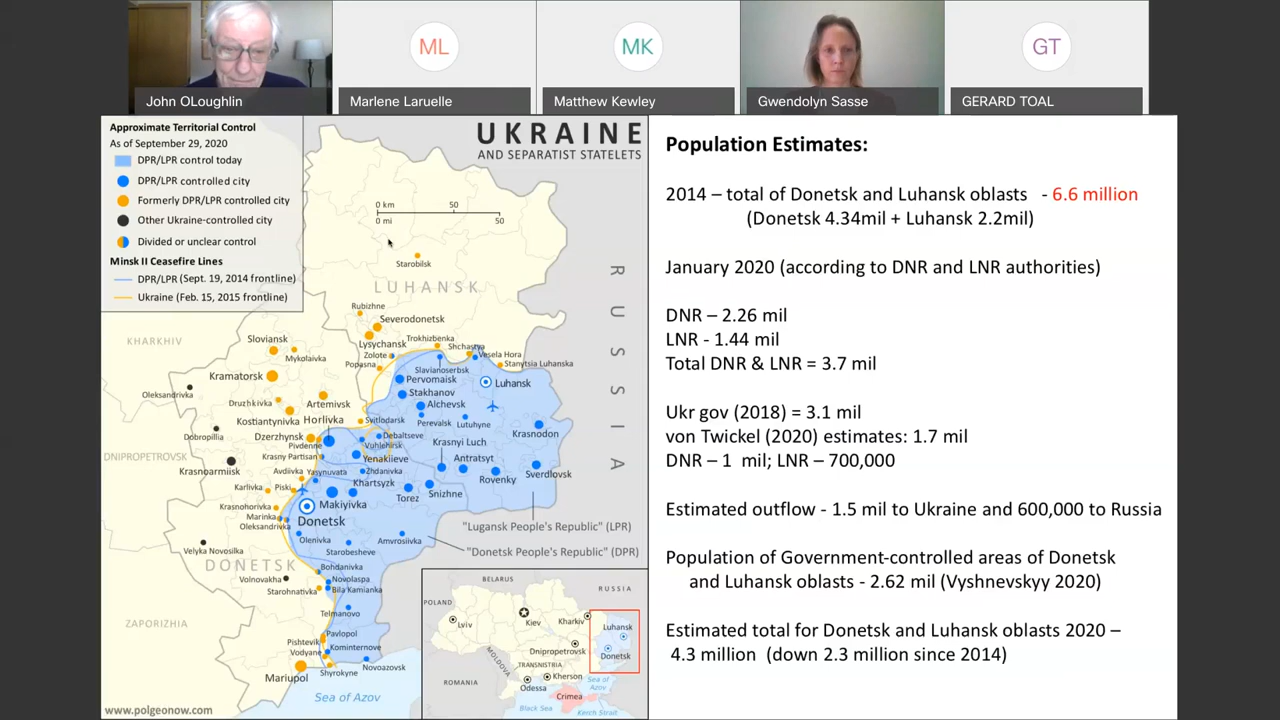 ML
MK
GT
John OLoughlin
Marlene Laruelle
Matthew Kewley
Gwendolyn Sasse
GERARD TOAL
Approximate Territorial Control
As of September 29, 2020
DPR/LPR control today
DPR/LPR controlled city
Formerly DPR/LPR controlled city
Other Ukraine-controlled city
Divided or unclear control
Minsk II Ceasefire Lines
DPR/LPR (Sept. 19, 2014 frontline)
Ukraine (Feb. 15, 2015 frontline)
UKRAINE
AND SEPARATIST STATELETS
0 km 50
0 mi 50
Starobilsk
LUHANSK
RUSSIA
Rubizhne
Severodonetsk
KHARKIV
Sloviansk
Lysychansk
Trokhizbenka
Shchastya
Mykolaivka
Zolote
Vesela Hora
Popasna
Stanytsia Luhanska
Slavianoserbsk
Kramatorsk
Pervomaisk
Luhansk
Oleksandrivka
Stakhanov
Druzhkivka
Artemivsk
Alchevsk
Kostiantynivka
Horlivka
Svitlodarsk
Perevalsk
Lutuhyne
Dobropillia
Dzerzhynsk
Debaltseve
Krasnodon
Pivdenne
Vuhlehirsk
Krasnyi Luch
DNIPROPETROVSK
Krasny Partisan
Yenakiieve
Antratsyt
Krasnoarmiisk
Avdiivka
Yasynuvata
Zhdanivka
Sverdlovsk
Karlivka
Piski
Khartsyzk
Rovenky
Torez
Snizhne
Krasnohorivka
Makiyivka
Marinka
Donetsk
Oleksandrivka
"Lugansk People's Republic" (LPR)
Olenivka
Amvrosiivka
Velyka Novosilka
Starobesheve
"Donetsk People's Republic" (DPR)
DONETSK
Bohdanivka
Volnovakha
Novolaspa
Starohnativka
Bila Kamianka
Telmanovo
ZAPORIZHIA
Pavlopol
Pishtevik
Kominternove
Vodyane
Novoazovsk
Shyrokyne
Mariupol
Sea of Azov
www.polgeonow.com
BELARUS
RUSSIA
POLAND
Lviv
Kiev
Kharkiv
Luhansk
Dnipropetrovsk
Donetsk
MOLDOVA
TRANSNISTRIA
Kherson
ROMANIA
Odessa
Sea of
Azov
Crimea
Black Sea
Kerch Strait
Population Estimates:
2014 – total of Donetsk and Luhansk oblasts - 6.6 million
(Donetsk 4.34mil + Luhansk 2.2mil)
January 2020 (according to DNR and LNR authorities)
DNR – 2.26 mil
LNR - 1.44 mil
Total DNR & LNR = 3.7 mil
Ukr gov (2018) = 3.1 mil
von Twickel (2020) estimates: 1.7 mil
DNR – 1 mil; LNR – 700,000
Estimated outflow - 1.5 mil to Ukraine and 600,000 to Russia
Population of Government-controlled areas of Donetsk
and Luhansk oblasts - 2.62 mil (Vyshnevskyy 2020)
Estimated total for Donetsk and Luhansk oblasts 2020 –
4.3 million (down 2.3 million since 2014)